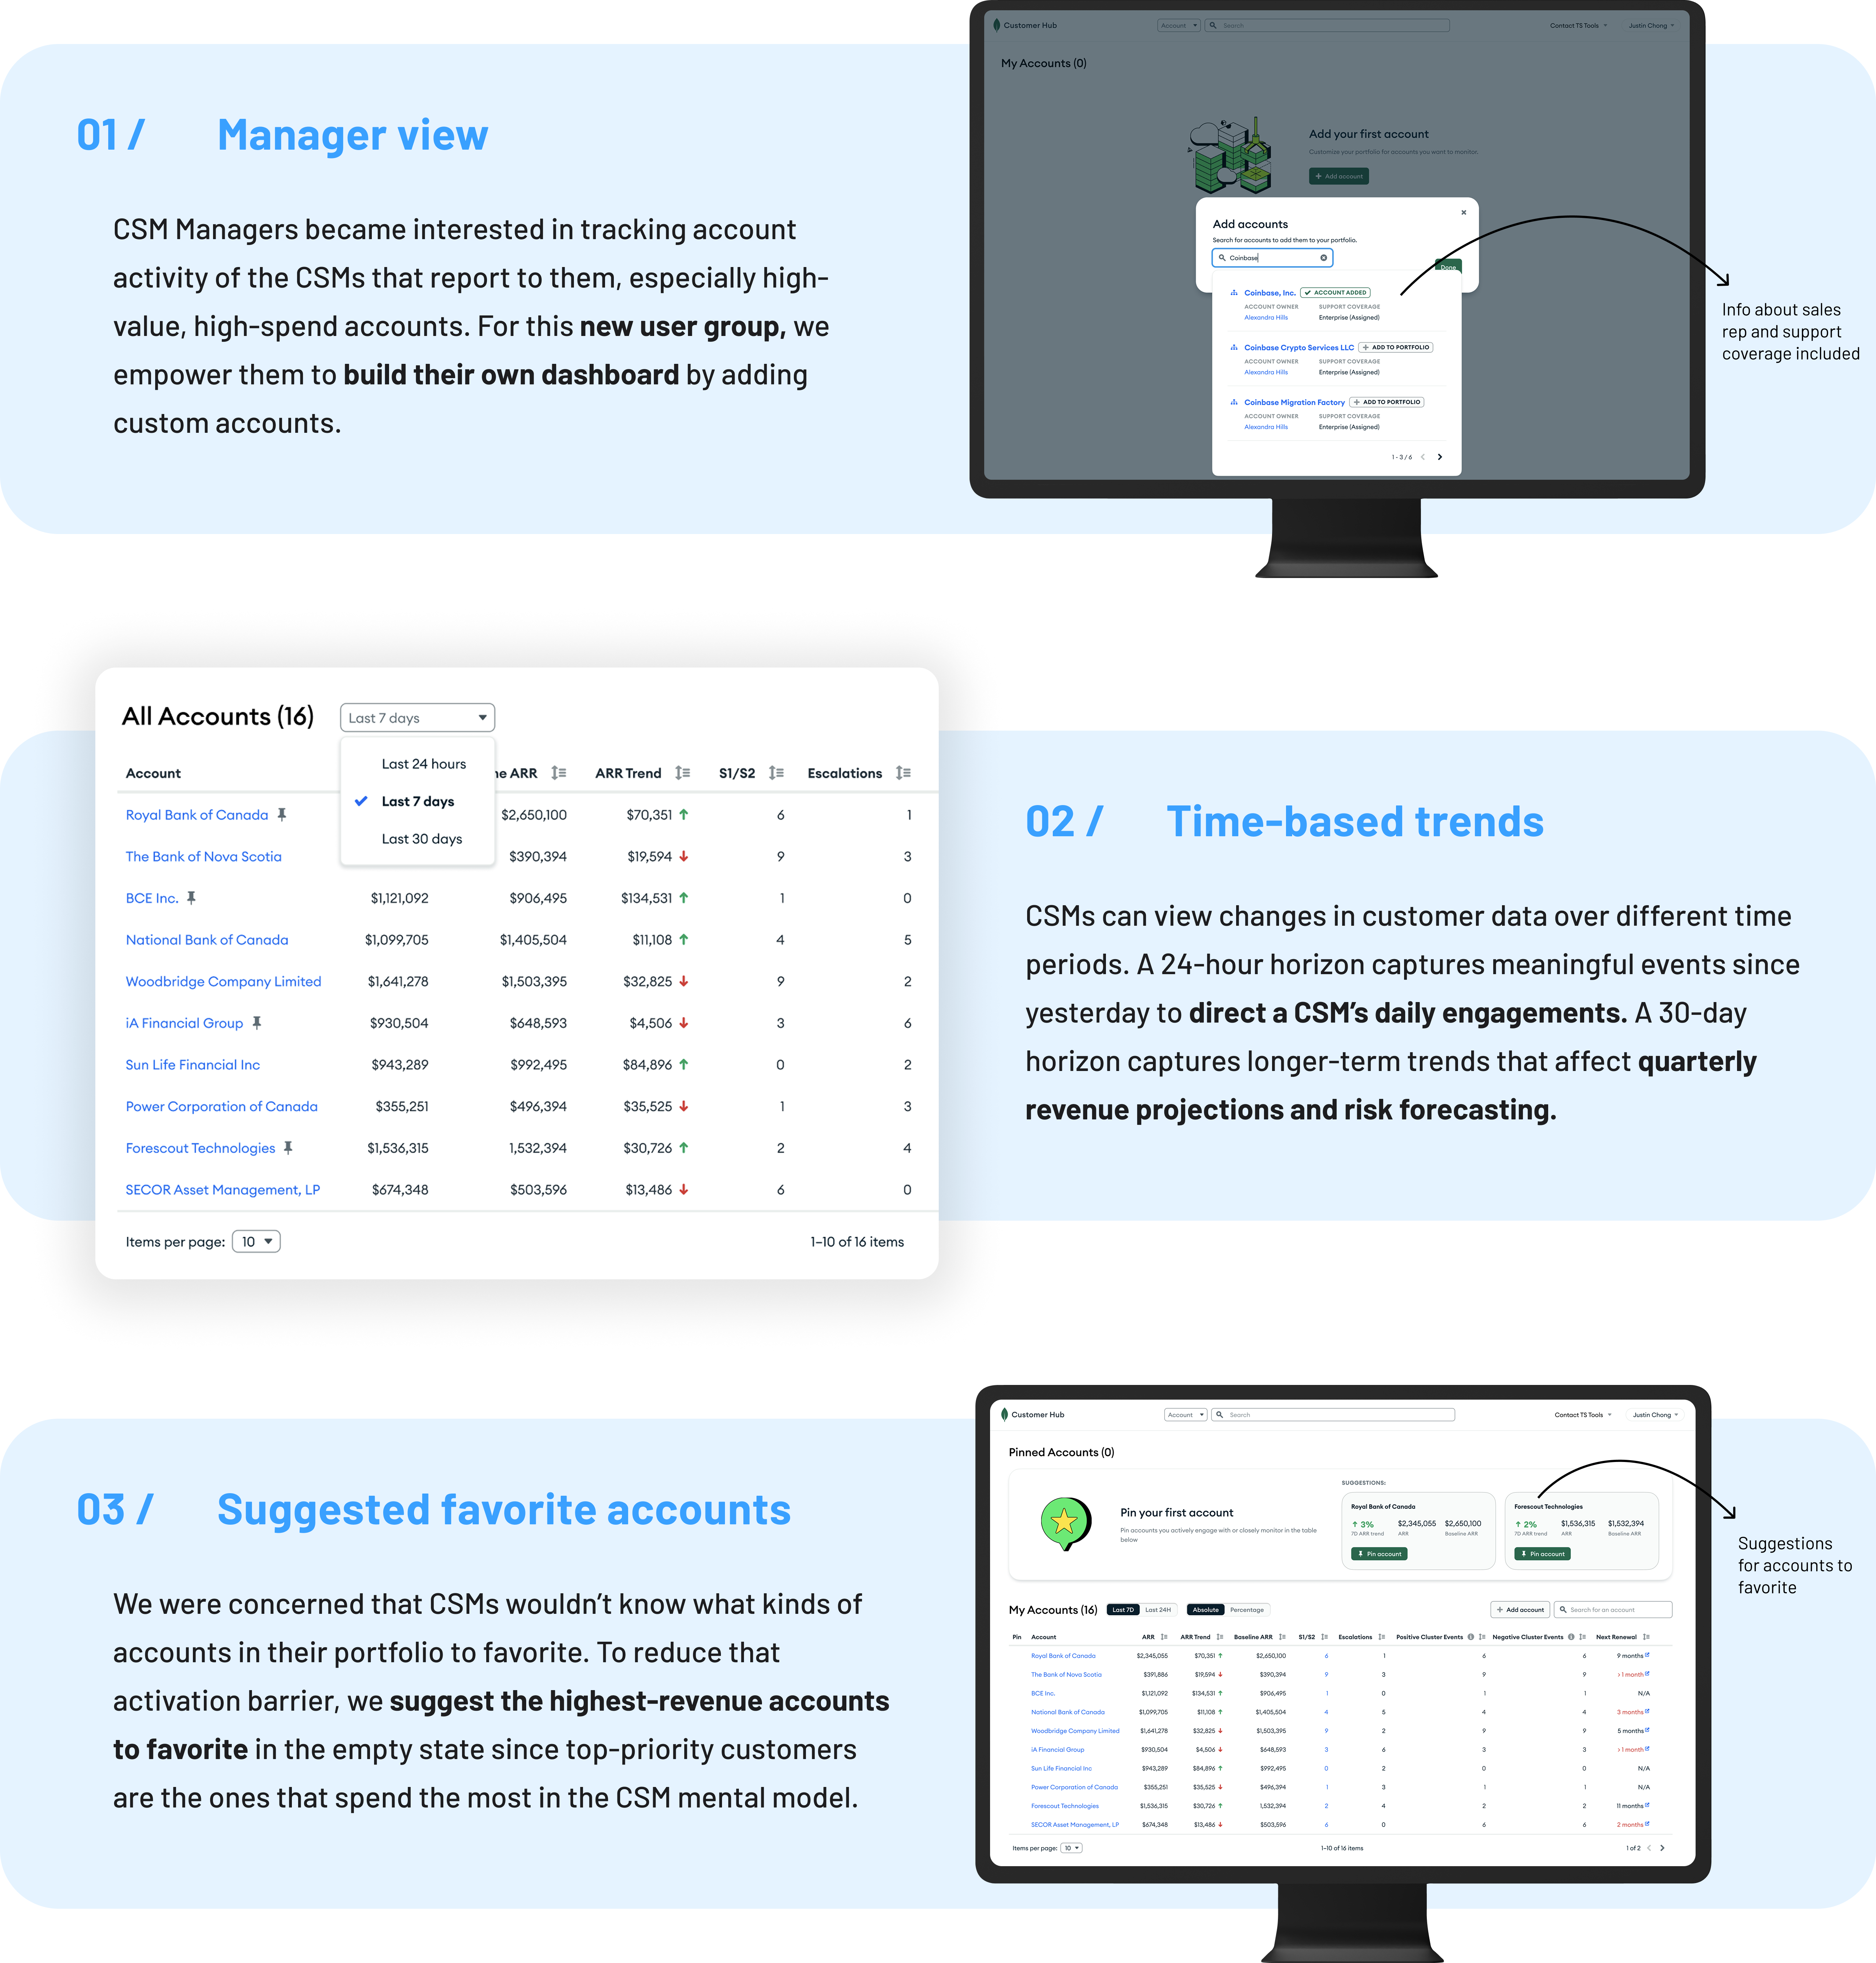 Customer Hub
Account
Search
Contact TS Tools
Justin Chong
My Accounts (0)
Add your first account
Customize your portfolio for accounts you want to monitor.
+ Add account
01 / Manager view
CSM Managers became interested in tracking account
activity of the CSMs that report to them, especially high-
value, high-spend accounts. For this new user group, we
empower them to build their own dashboard by adding
custom accounts.
Add accounts
Search for accounts to add them to your portfolio.
Coinbase
Done
Coinbase, Inc. ACCOUNT ADDED
ACCOUNT OWNER SUPPORT COVERAGE
Alexandra Hills Enterprise (Assigned)
Coinbase Crypto Services LLC + ADD TO PORTFOLIO
ACCOUNT OWNER SUPPORT COVERAGE
Alexandra Hills Enterprise (Assigned)
Coinbase Migration Factory + ADD TO PORTFOLIO
ACCOUNT OWNER SUPPORT COVERAGE
Alexandra Hills Enterprise (Assigned)
1 - 3 / 6
Info about sales
rep and support
coverage included
All Accounts (16) Last 7 days
Last 24 hours
Last 7 days
Last 30 days
Account ne ARR ARR Trend S1/S2 Escalations
Royal Bank of Canada $2,650,100 $70,351 ↑ 6 1
The Bank of Nova Scotia $390,394 $19,594 ↓ 9 3
BCE Inc. $1,121,092 $906,495 $134,531 ↑ 1 0
National Bank of Canada $1,099,705 $1,405,504 $11,108 ↑ 4 5
Woodbridge Company Limited $1,641,278 $1,503,395 $32,825 ↓ 9 2
iA Financial Group $930,504 $648,593 $4,506 ↓ 3 6
Sun Life Financial Inc $943,289 $992,495 $84,896 ↑ 0 2
Power Corporation of Canada $355,251 $496,394 $35,525 ↓ 1 3
Forescout Technologies $1,536,315 1,532,394 $30,726 ↑ 2 4
SECOR Asset Management, LP $674,348 $503,596 $13,486 ↓ 6 0
Items per page: 10 1–10 of 16 items
02 / Time-based trends
CSMs can view changes in customer data over different time
periods. A 24-hour horizon captures meaningful events since
yesterday to direct a CSM’s daily engagements. A 30-day
horizon captures longer-term trends that affect quarterly
revenue projections and risk forecasting.
03 / Suggested favorite accounts
We were concerned that CSMs wouldn’t know what kinds of
accounts in their portfolio to favorite. To reduce that
activation barrier, we suggest the highest-revenue accounts
to favorite in the empty state since top-priority customers
are the ones that spend the most in the CSM mental model.
Customer Hub
Account
Search
Contact TS Tools
Justin Chong
Pinned Accounts (0)
Pin your first account
Pin accounts you actively engage with or closely monitor in the table
below
SUGGESTIONS:
Royal Bank of Canada
↑ 3% $2,345,055 $2,650,100
7D ARR trend ARR Baseline ARR
Pin account
Forescout Technologies
↑ 2% $1,536,315 $1,532,394
7D ARR trend ARR Baseline ARR
Pin account
Suggestions
for accounts to
favorite
My Accounts (16) Last 7D Last 24H Absolute Percentage + Add account Search for an account
Pin Account ARR ARR Trend Baseline ARR S1/S2 Escalations Positive Cluster Events Negative Cluster Events Next Renewal
Royal Bank of Canada $2,345,055 $70,351 ↑ $2,650,100 6 1 6 6 9 months
The Bank of Nova Scotia $391,886 $19,594 ↓ $390,394 9 3 9 9 > 1 month
BCE Inc. $1,121,092 $134,531 ↑ $906,495 1 0 1 1 N/A
National Bank of Canada $1,099,705 $11,108 ↑ $1,405,504 4 5 4 4 3 months
Woodbridge Company Limited $1,641,278 $32,825 ↓ $1,503,395 9 2 9 9 5 months
iA Financial Group $930,504 $4,506 ↓ $648,593 3 6 3 3 > 1 month
Sun Life Financial Inc $943,289 $84,896 ↑ $992,495 0 2 0 0 N/A
Power Corporation of Canada $355,251 $35,525 ↓ $496,394 1 3 1 1 N/A
Forescout Technologies $1,536,315 $30,726 ↑ 1,532,394 2 4 2 2 11 months
SECOR Asset Management, LP $674,348 $13,486 ↓ $503,596 6 0 6 6 2 months
Items per page: 10 1–10 of 16 items 1 of 2